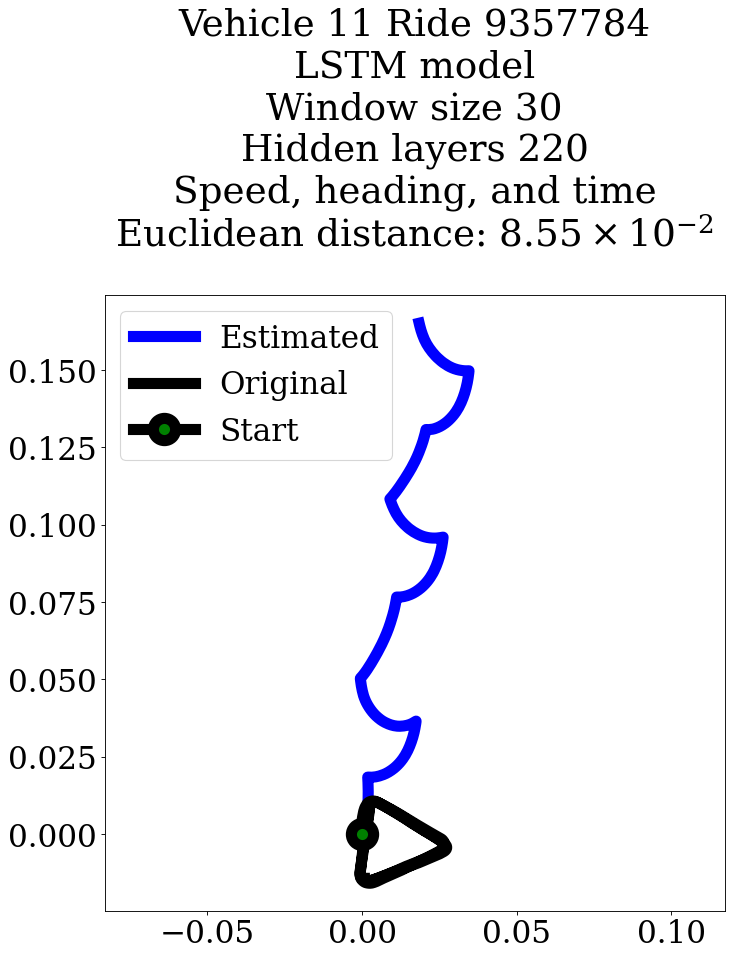 Vehicle 11 Ride 9357784
LSTM model
Window size 30
Hidden layers 220
Speed, heading, and time
Euclidean distance: 8.55 × 10⁻²
Estimated
Original
Start
0.150
0.125
0.100
0.075
0.050
0.025
0.000
−0.05 0.00 0.05 0.10